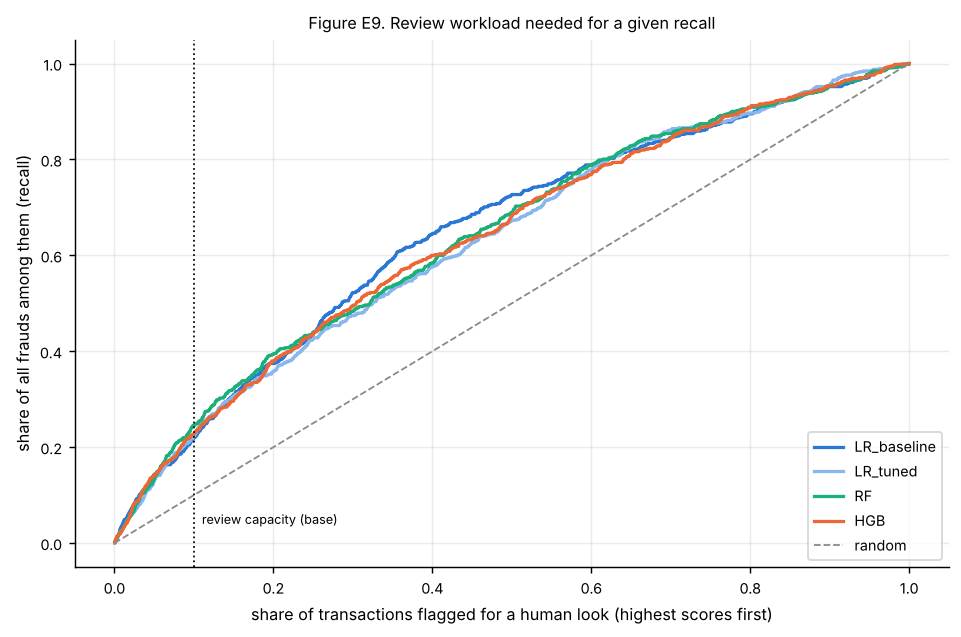 Figure E9. Review workload needed for a given recall
share of all frauds among them (recall)
1.0
0.8
0.6
0.4
0.2
0.0
review capacity (base)
LR_baseline
LR_tuned
RF
HGB
random
0.0 0.2 0.4 0.6 0.8 1.0
share of transactions flagged for a human look (highest scores first)